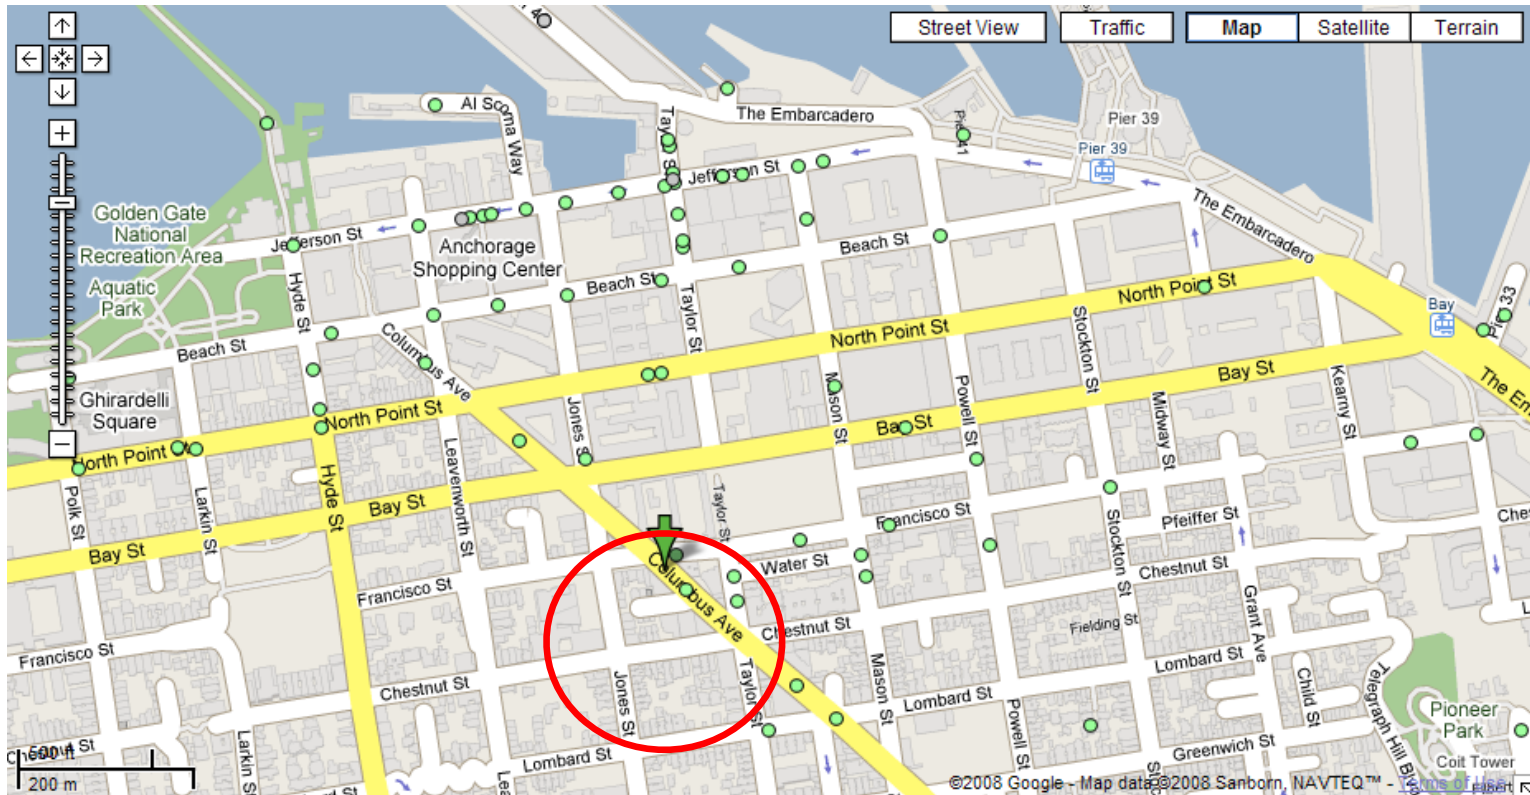 Street View
Traffic
Map
Satellite
Terrain
Al Scoma Way
The Embarcadero
Taylor St
Pier 41
Pier 39
Pier 39
Jefferson St
The Embarcadero
Golden Gate
National
Recreation Area
Jefferson St
Anchorage
Shopping Center
Beach St
Aquatic
Park
Hyde St
Beach St
Taylor St
North Point St
Bay
Pier 33
Beach St
Columbus Ave
North Point St
Stockton St
Bay St
The Em
Ghirardelli
Square
North Point St
Jones St
Mason St
Powell St
Midway St
Kearny St
Bay St
North Point St
Leavenworth St
Hyde St
Polk St
Larkin St
Bay St
Taylor St
Francisco St
Pfeiffer St
Ches
Bay St
Columbus Ave
Water St
Stockton St
Chestnut St
Francisco St
Grant Ave
Chestnut St
Fielding St
Francisco St
Chestnut St
Jones St
Taylor St
Mason St
Lombard St
Lombard St
Powell St
Child St
Telegraph Hill Blv
Pioneer
Park
Coit Tower
Chestnut St
Larkin St
Lombard St
Lea
Greenwich St
500 ft
200 m
©2008 Google - Map data ©2008 Sanborn, NAVTEQ™ - Terms of Use